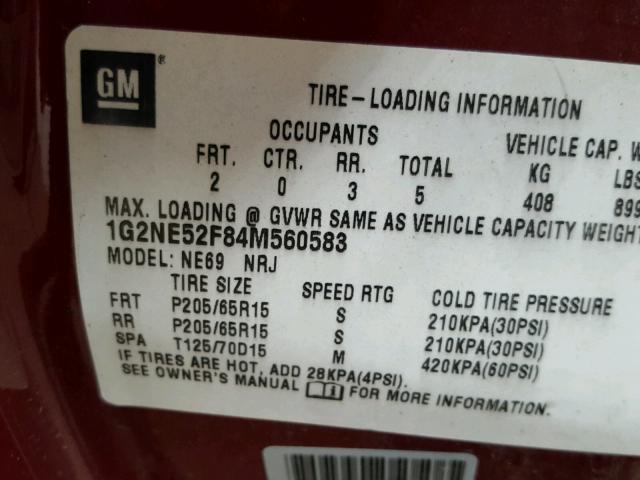 GM ®
TIRE-LOADING INFORMATION
OCCUPANTS VEHICLE CAP. W
FRT. CTR. RR. TOTAL KG LBS
2 0 3 5 408 899
MAX. LOADING @ GVWR SAME AS VEHICLE CAPACITY WEIGHT
1G2NE52F84M560583
MODEL: NE69 NRJ
TIRE SIZE SPEED RTG COLD TIRE PRESSURE
FRT P205/65R15 S 210KPA(30PSI)
RR P205/65R15 S 210KPA(30PSI)
SPA T125/70D15 M 420KPA(60PSI)
IF TIRES ARE HOT, ADD 28KPA(4PSI).
SEE OWNER'S MANUAL i FOR MORE INFORMATION.